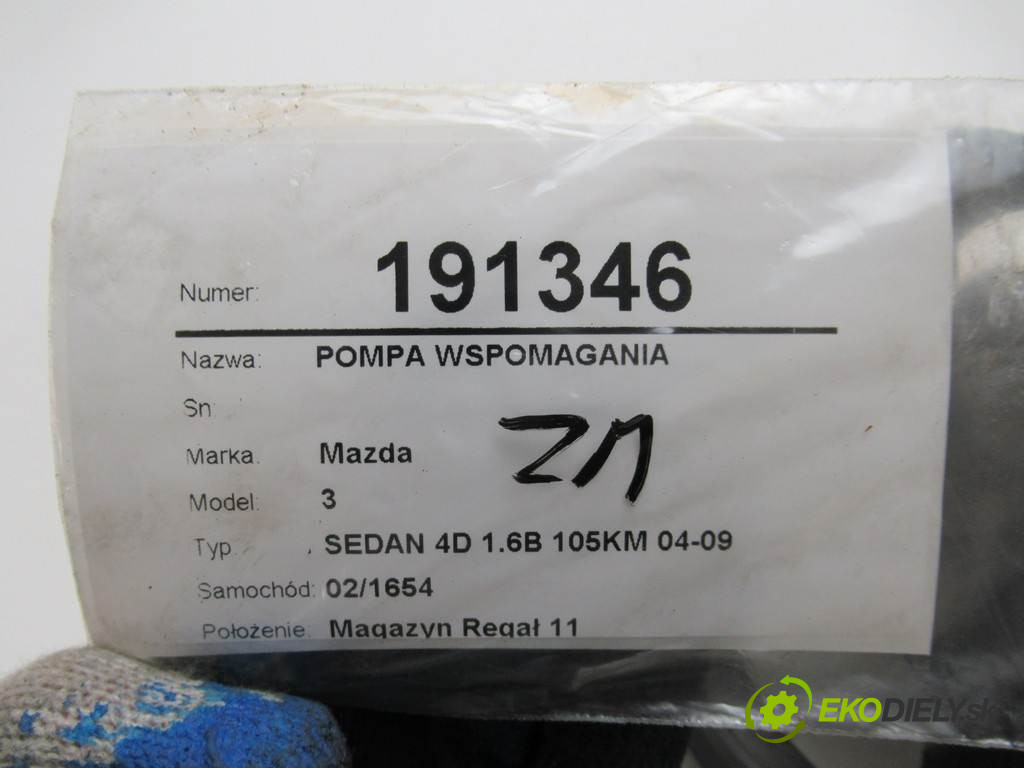 Numer: 191346
Nazwa: POMPA WSPOMAGANIA
Sn
Marka: Mazda
Model: 3
Typ: SEDAN 4D 1.6B 105KM 04-09
Samochód: 02/1654
Położenie: Magazyn Regał 11
ZM
EKODIELY.sk